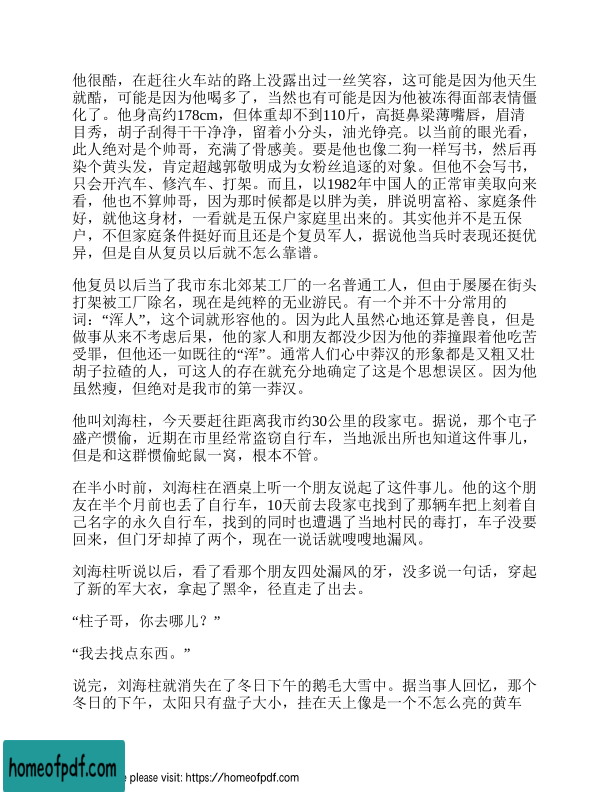 他很酷，在赶往火车站的路上没露出过一丝笑容，这可能是因为他天生
就酷，可能是因为他喝多了，当然也有可能是因为他被冻得面部表情僵
化了。他身高约178cm，但体重却不到110斤，高挺鼻梁薄嘴唇，眉清
目秀，胡子刮得干干净净，留着小分头，油光铮亮。以当前的眼光看，
此人绝对是个帅哥，充满了骨感美。要是他也像二狗一样写书，然后再
染个黄头发，肯定超越郭敬明成为女粉丝追逐的对象。但他不会写书，
只会开汽车、修汽车、打架。而且，以1982年中国人的正常审美取向来
看，他也不算帅哥，因为那时候都是以胖为美，胖说明富裕、家庭条件
好，就他这身材，一看就是五保户家庭里出来的。其实他并不是五保
户，不但家庭条件挺好而且还是个复员军人，据说他当兵时表现还挺优
异，但是自从复员以后就不怎么靠谱。
他复员以后当了我市东北郊某工厂的一名普通工人，但由于屡屡在街头
打架被工厂除名，现在是纯粹的无业游民。有一个并不十分常用的
词：“浑人”，这个词就形容他的。因为此人虽然心地还算是善良，但是
做事从来不考虑后果，他的家人和朋友都没少因为他的莽撞跟着他吃苦
受罪，但他还一如既往的“浑”。通常人们心中莽汉的形象都是又粗又壮
胡子拉碴的人，可这人的存在就充分地确定了这是个思想误区。因为他
虽然瘦，但绝对是我市的第一莽汉。
他叫刘海柱，今天要赶往距离我市约30公里的段家屯。据说，那个屯子
盛产惯偷，近期在市里经常盗窃自行车，当地派出所也知道这件事儿，
但是和这群惯偷蛇鼠一窝，根本不管。
在半小时前，刘海柱在酒桌上听一个朋友说起了这件事儿。他的这个朋
友在半个月前也丢了自行车，10天前去段家屯找到了那辆车把上刻着自
己名字的永久自行车，找到的同时也遭遇了当地村民的毒打，车子没要
回来，但门牙却掉了两个，现在一说话就嗖嗖地漏风。
刘海柱听说以后，看了看那个朋友四处漏风的牙，没多说一句话，穿起
了新的军大衣，拿起了黑伞，径直走了出去。
“柱子哥，你去哪儿？”
“我去找点东西。”
说完，刘海柱就消失在了冬日下午的鹅毛大雪中。据当事人回忆，那个
冬日的下午，太阳只有盘子大小，挂在天上像是一个不怎么亮的黄车
homeofpdf.com
e please visit: https://homeofpdf.com